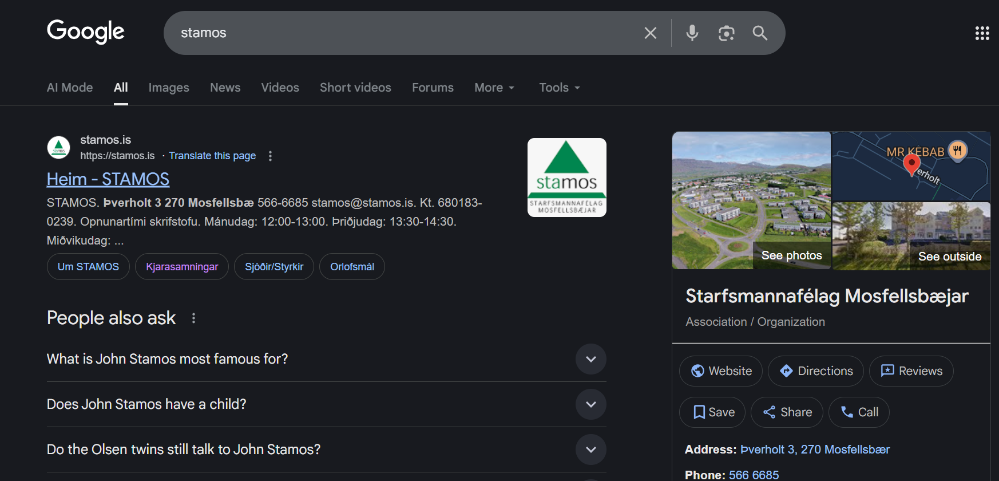 Google
stamos
AI Mode
All
Images
News
Videos
Short videos
Forums
More
Tools
stamos
stamos.is
https://stamos.is · Translate this page
Heim - STAMOS
STAMOS. Þverholt 3 270 Mosfellsbæ 566-6685 stamos@stamos.is. Kt. 680183-
0239. Opnunartími skrifstofu. Mánudag: 12:00-13:00. Þriðjudag: 13:30-14:30.
Miðvikudag: ...
stamos
STARFSMANNAFÉLAG
MOSFELLSBÆJAR
Um STAMOS
Kjarasamningar
Sjóðir/Styrkir
Orlofsmál
People also ask
What is John Stamos most famous for?
Does John Stamos have a child?
Do the Olsen twins still talk to John Stamos?
See photos
MR KEBAB
erholt
See outside
Starfsmannafélag Mosfellsbæjar
Association / Organization
Website
Directions
Reviews
Save
Share
Call
Address: Þverholt 3, 270 Mosfellsbær
Phone: 566 6685